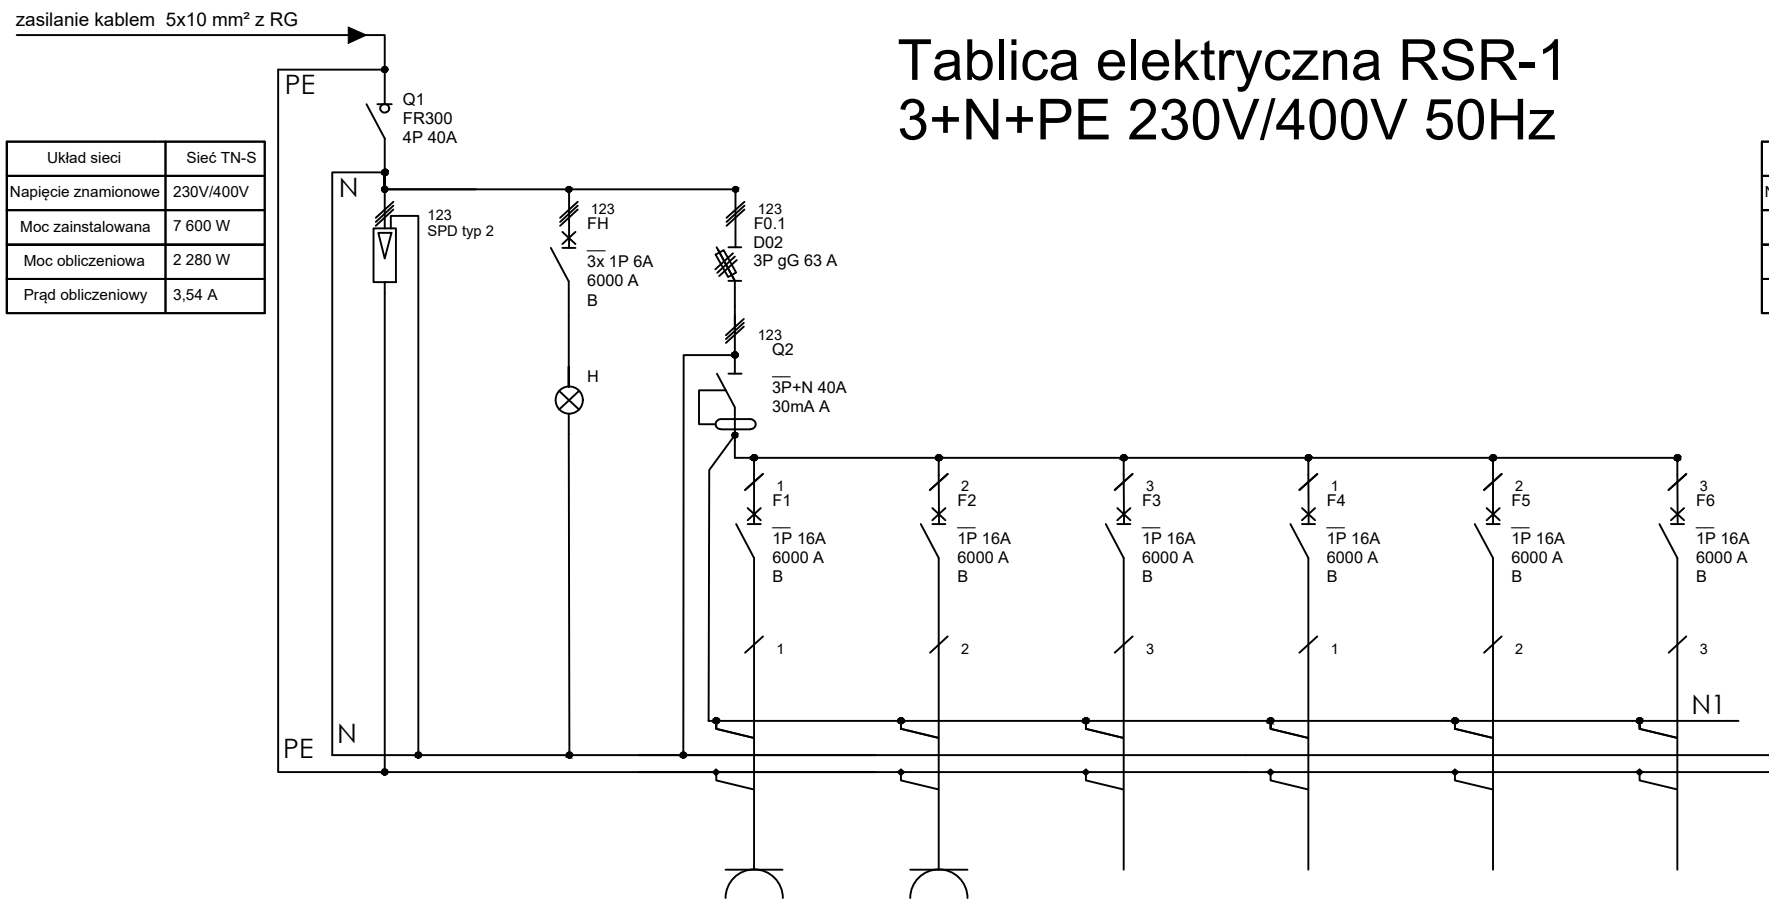 zasilanie kablem 5x10 mm² z RG
Tablica elektryczna RSR-1
3+N+PE 230V/400V 50Hz
PE
Q1
FR300
4P 40A
Układ sieci Sieć TN-S
Napięcie znamionowe 230V/400V
Moc zainstalowana 7 600 W
Moc obliczeniowa 2 280 W
Prąd obliczeniowy 3,54 A
N
N
123
SPD typ 2
123
FH
3x 1P 6A
6000 A
B
H
123
F0.1
D02
3P gG 63 A
123
Q2
3P+N 40A
30mA A
1
F1
1P 16A
6000 A
B
1
2
F2
1P 16A
6000 A
B
2
3
F3
1P 16A
6000 A
B
3
1
F4
1P 16A
6000 A
B
1
2
F5
1P 16A
6000 A
B
2
3
F6
1P 16A
6000 A
B
3
N1
N
PE